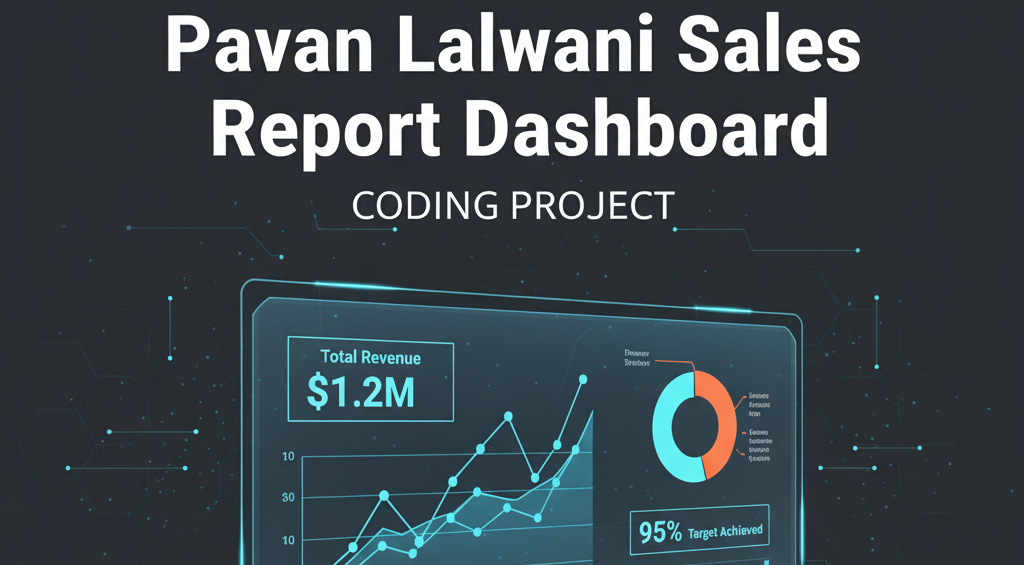 Pavan Lalwani Sales
Report Dashboard
CODING PROJECT
Total Revenue
$1.2M
10
30
10
95% Target Achieved